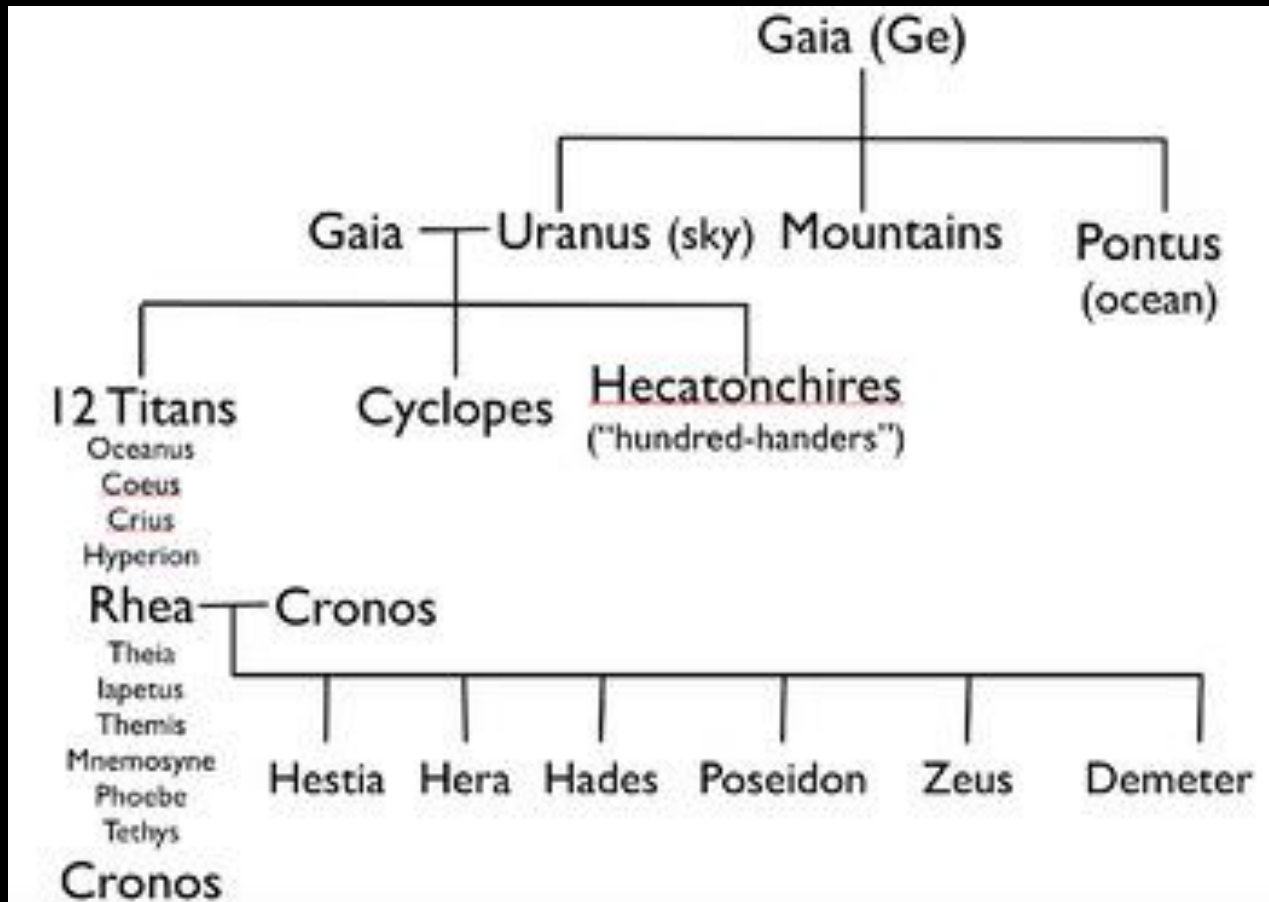 Gaia (Ge)
Gaia Uranus (sky) Mountains Pontus
(ocean)
12 Titans Cyclopes Hecatonchires
("hundred-handers")
Oceanus
Coeus
Crius
Hyperion
Rhea Cronos
Theia
Iapetus
Themis
Mnemosyne
Phoebe
Tethys
Cronos
Hestia Hera Hades Poseidon Zeus Demeter